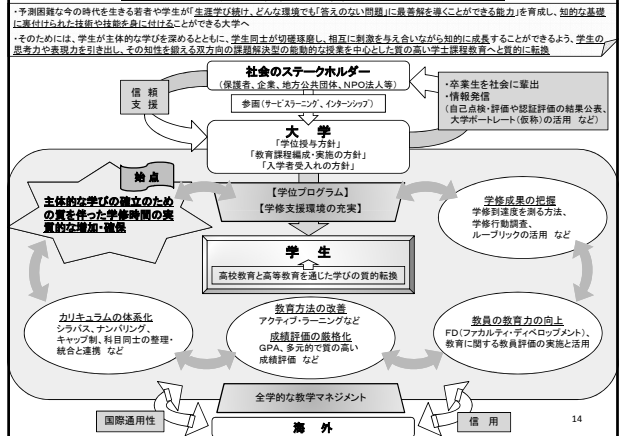 ・予測困難な今の時代を生きる若者や学生が「生涯学び続け、どんな環境でも「答えのない問題」に最善解を導くことができる能力」を育成し、知的な基礎
に裏付けられた技術や技能を身に付けることができる大学へ
・そのためには、学生が主体的な学びを深めるとともに、学生同士が切磋琢磨し、相互に刺激を与え合いながら知的に成長することができるよう、学生の
思考力や表現力を引き出し、その知性を鍛える双方向の課題解決型の能動的な授業を中心とした質の高い学士課程教育へと質的に転換
社会のステークホルダー
(保護者、企業、地方公共団体、NPO法人等)
信 頼
支 援
参画(サービスラーニング、インターンシップ)
・卒業生を社会に輩出
・情報発信
(自己点検・評価や認証評価の結果公表、
大学ポートレート(仮称)の活用 など)
大 学
「学位授与方針」
「教育課程編成・実施の方針」
「入学者受入れの方針」
始 点
主体的な学びの確立のため
の質を伴った学修時間の実
質的な増加・確保
【学位プログラム】
【学修支援環境の充実】
学修成果の把握
学修到達度を測る方法、
学修行動調査、
ルーブリックの活用 など
学 生
高校教育と高等教育を通じた学びの質的転換
カリキュラムの体系化
シラバス、ナンバリング、
キャップ制、科目同士の整理・
統合と連携 など
教育方法の改善
アクティブ・ラーニングなど
成績評価の厳格化
GPA、多元的で質の高い
成績評価 など
教員の教育力の向上
FD(ファカルティ・ディベロップメント)、
教育に関する教員評価の実施と活用
全学的な教学マネジメント
国際通用性
海 外
信 用
14